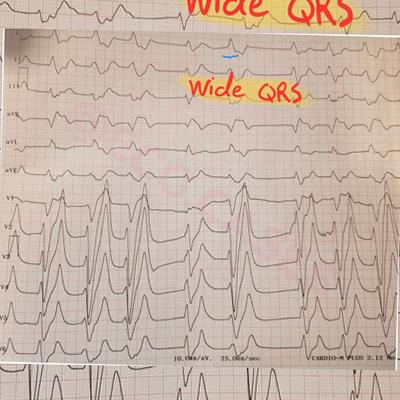 Wide QRS
I
II
III
aVR
aVL
aVF
Wide QRS
V1
V2
V3
V4
V5
V6
10.0mm/mV. 25.0mm/sec CARDIO-M PLUS 2.12